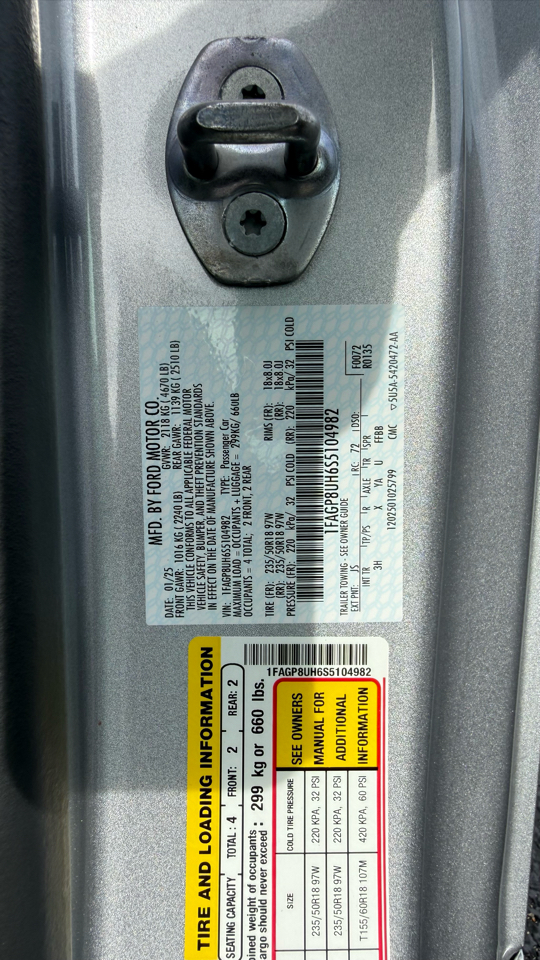 MFD. BY FORD MOTOR CO.
DATE: 01/25 GVWR: 2118 KG (4670 LB)
FRONT GAWR: 1016 KG (2240 LB) REAR GAWR: 1139 KG (2510 LB)
THIS VEHICLE CONFORMS TO ALL APPLICABLE FEDERAL MOTOR
VEHICLE SAFETY, BUMPER, AND THEFT PREVENTION STANDARDS
IN EFFECT ON THE DATE OF MANUFACTURE SHOWN ABOVE.
VIN: 1FAGP8UH6S5104982 TYPE: Passenger Car
MAXIMUM LOAD = OCCUPANTS + LUGGAGE = 299KG/ 660LB
OCCUPANTS = 4 TOTAL; 2 FRONT, 2 REAR
TIRE (FR): 235/50R18 97W RIMS (FR): 18x8.0J
(RR): 235/50R18 97W (RR): 18x8.0J
PRESSURE (FR): 220 kPa/ 32 PSI COLD (RR): 220 kPa/ 32 PSI COLD
1FAGP8UH6S5104982
TRAILER TOWING - SEE OWNER GUIDE
F0072
R0135
EXT PNT: JS RC: 72 DSO:
INT TR TP/PS R AXLE TR SPR
3H X YA U FFBB
1202501025799 CMC 5U5A-5420472-AA
TIRE AND LOADING INFORMATION
1FAGP8UH6S5104982
SEATING CAPACITY TOTAL: 4 FRONT: 2 REAR: 2
ined weight of occupants
argo should never exceed : 299 kg or 660 lbs.
SIZE COLD TIRE PRESSURE
235/50R18 97W 220 KPA, 32 PSI
235/50R18 97W 220 KPA, 32 PSI
T155/60R18 107M 420 KPA, 60 PSI
SEE OWNERS
MANUAL FOR
ADDITIONAL
INFORMATION